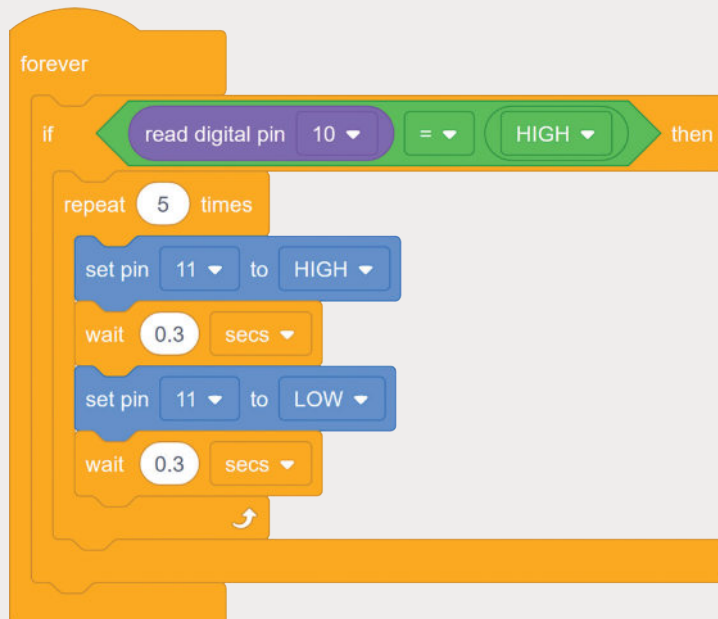 forever
if read digital pin 10 = HIGH then
repeat 5 times
set pin 11 to HIGH
wait 0.3 secs
set pin 11 to LOW
wait 0.3 secs